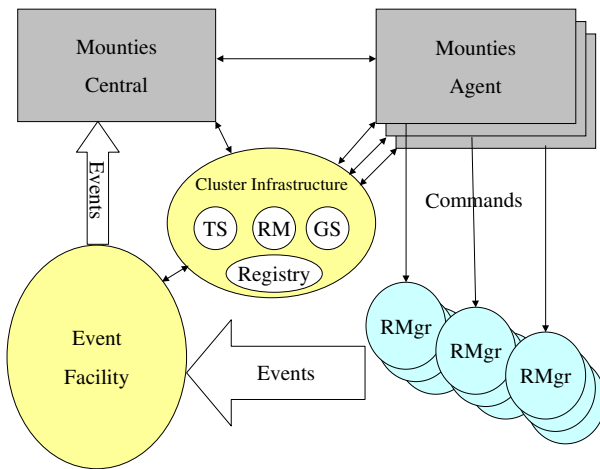 Mounties
Central
Mounties
Agent
Events
Cluster Infrastructure
TS
RM
GS
Registry
Commands
Event
Facility
Events
RMgr
RMgr
RMgr